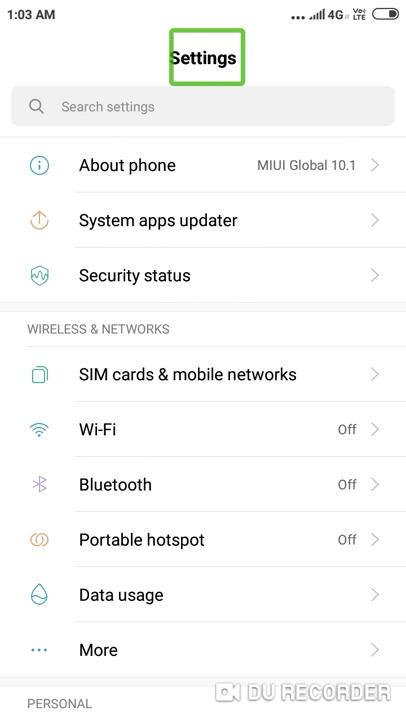 1:03 AM ... 4G Vo) LTE
Settings
Search settings
About phone MIUI Global 10.1
System apps updater
Security status
WIRELESS & NETWORKS
SIM cards & mobile networks
Wi-Fi Off
Bluetooth Off
Portable hotspot Off
Data usage
More
PERSONAL
DU RECORDER